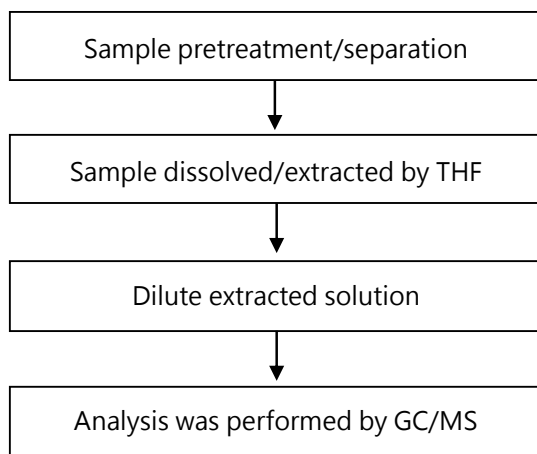 Sample pretreatment/separation
Sample dissolved/extracted by THF
Dilute extracted solution
Analysis was performed by GC/MS